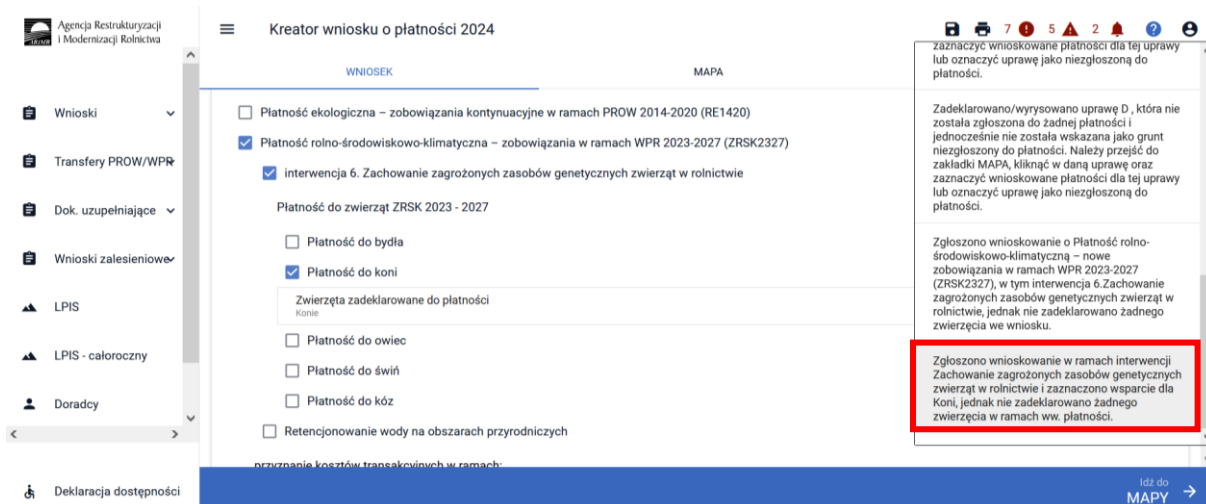 Agencja Restrukturyzacji
i Modernizacji Rolnictwa
Kreator wniosku o płatności 2024
7 5 2
WNIOSEK
MAPA
Wnioski
Transfery PROW/WPR
Dok. uzupełniające
Wnioski zalesieniowe
LPIS
LPIS - całoroczny
Doradcy
Deklaracja dostępności
Płatność ekologiczna – zobowiązania kontynuacyjne w ramach PROW 2014-2020 (RE1420)
Płatność rolno-środowiskowo-klimatyczna – zobowiązania w ramach WPR 2023-2027 (ZRSK2327)
interwencja 6. Zachowanie zagrożonych zasobów genetycznych zwierząt w rolnictwie
Płatność do zwierząt ZRSK 2023 - 2027
Płatność do bydła
Płatność do koni
Zwierzęta zadeklarowane do płatności
Konie
Płatność do owiec
Płatność do świń
Płatność do kóz
Retencjonowanie wody na obszarach przyrodniczych
przyznanie kosztów transakcyjnych w ramach:
zaznaczyć wnioskowane płatności dla tej uprawy
lub oznaczyć uprawę jako niezgłoszoną do
płatności.
Zadeklarowano/wyrysowano uprawę D , która nie
została zgłoszona do żadnej płatności i
jednocześnie nie została wskazana jako grunt
niezgłoszony do płatności. Należy przejść do
zakładki MAPA, kliknąć w daną uprawę oraz
zaznaczyć wnioskowane płatności dla tej uprawy
lub oznaczyć uprawę jako niezgłoszoną do
płatności.
Zgłoszono wnioskowanie o Płatność rolno-
środowiskowo-klimatyczną – nowe
zobowiązania w ramach WPR 2023-2027
(ZRSK2327), w tym interwencja 6.Zachowanie
zagrożonych zasobów genetycznych zwierząt w
rolnictwie, jednak nie zadeklarowano żadnego
zwierzęcia we wniosku.
Zgłoszono wnioskowanie w ramach interwencji
Zachowanie zagrożonych zasobów genetycznych
zwierząt w rolnictwie i zaznaczono wsparcie dla
Koni, jednak nie zadeklarowano żadnego
zwierzęcia w ramach ww. płatności.
Idź do
MAPY